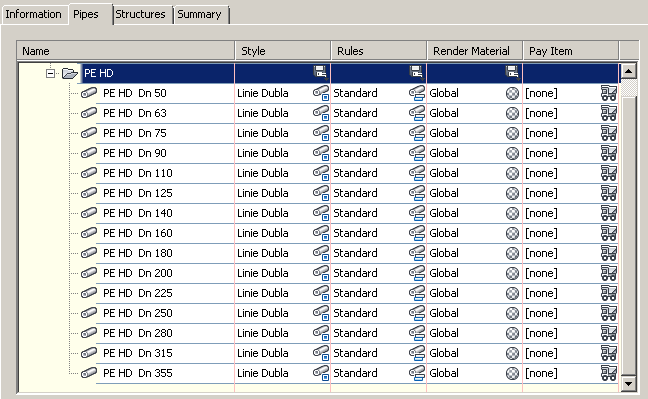 Information Pipes Structures Summary
Name Style Rules Render Material Pay Item
PE HD
PE HD Dn 50 Linie Dubla Standard Global [none]
PE HD Dn 63 Linie Dubla Standard Global [none]
PE HD Dn 75 Linie Dubla Standard Global [none]
PE HD Dn 90 Linie Dubla Standard Global [none]
PE HD Dn 110 Linie Dubla Standard Global [none]
PE HD Dn 125 Linie Dubla Standard Global [none]
PE HD Dn 140 Linie Dubla Standard Global [none]
PE HD Dn 160 Linie Dubla Standard Global [none]
PE HD Dn 180 Linie Dubla Standard Global [none]
PE HD Dn 200 Linie Dubla Standard Global [none]
PE HD Dn 225 Linie Dubla Standard Global [none]
PE HD Dn 250 Linie Dubla Standard Global [none]
PE HD Dn 280 Linie Dubla Standard Global [none]
PE HD Dn 315 Linie Dubla Standard Global [none]
PE HD Dn 355 Linie Dubla Standard Global [none]